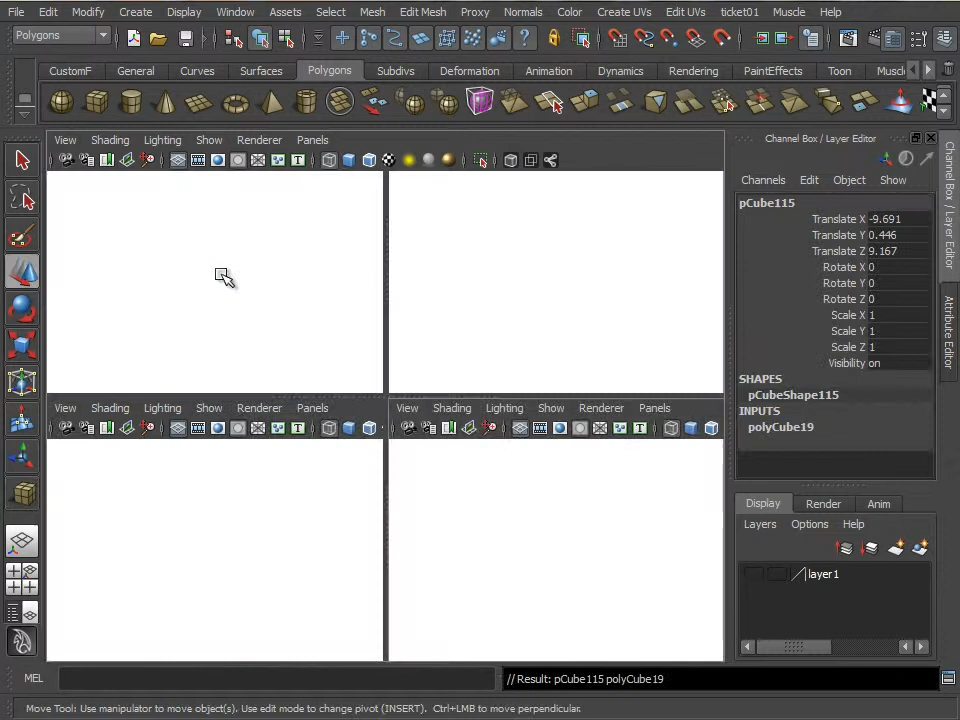 File Edit Modify Create Display Window Assets Select Mesh Edit Mesh Proxy Normals Color Create UVs Edit UVs ticket01 Muscle Help
Polygons
CustomF General Curves Surfaces Polygons Subdivs Deformation Animation Dynamics Rendering PaintEffects Toon Muscl
View Shading Lighting Show Renderer Panels
Channel Box / Layer Editor
Channels Edit Object Show
pCube115
Translate X -9.691
Translate Y 0.446
Translate Z 9.167
Rotate X 0
Rotate Y 0
Rotate Z 0
Scale X 1
Scale Y 1
Scale Z 1
Visibility on
SHAPES
pCubeShape115
INPUTS
polyCube19
Channel Box / Layer Editor
Attribute Editor
View Shading Lighting Show Renderer Panels
View Shading Lighting Show Renderer Panels
Display Render Anim
Layers Options Help
layer1
MEL
// Result: pCube115 polyCube19
Move Tool: Use manipulator to move object(s). Use edit mode to change pivot (INSERT). Ctrl+LMB to move perpendicular.